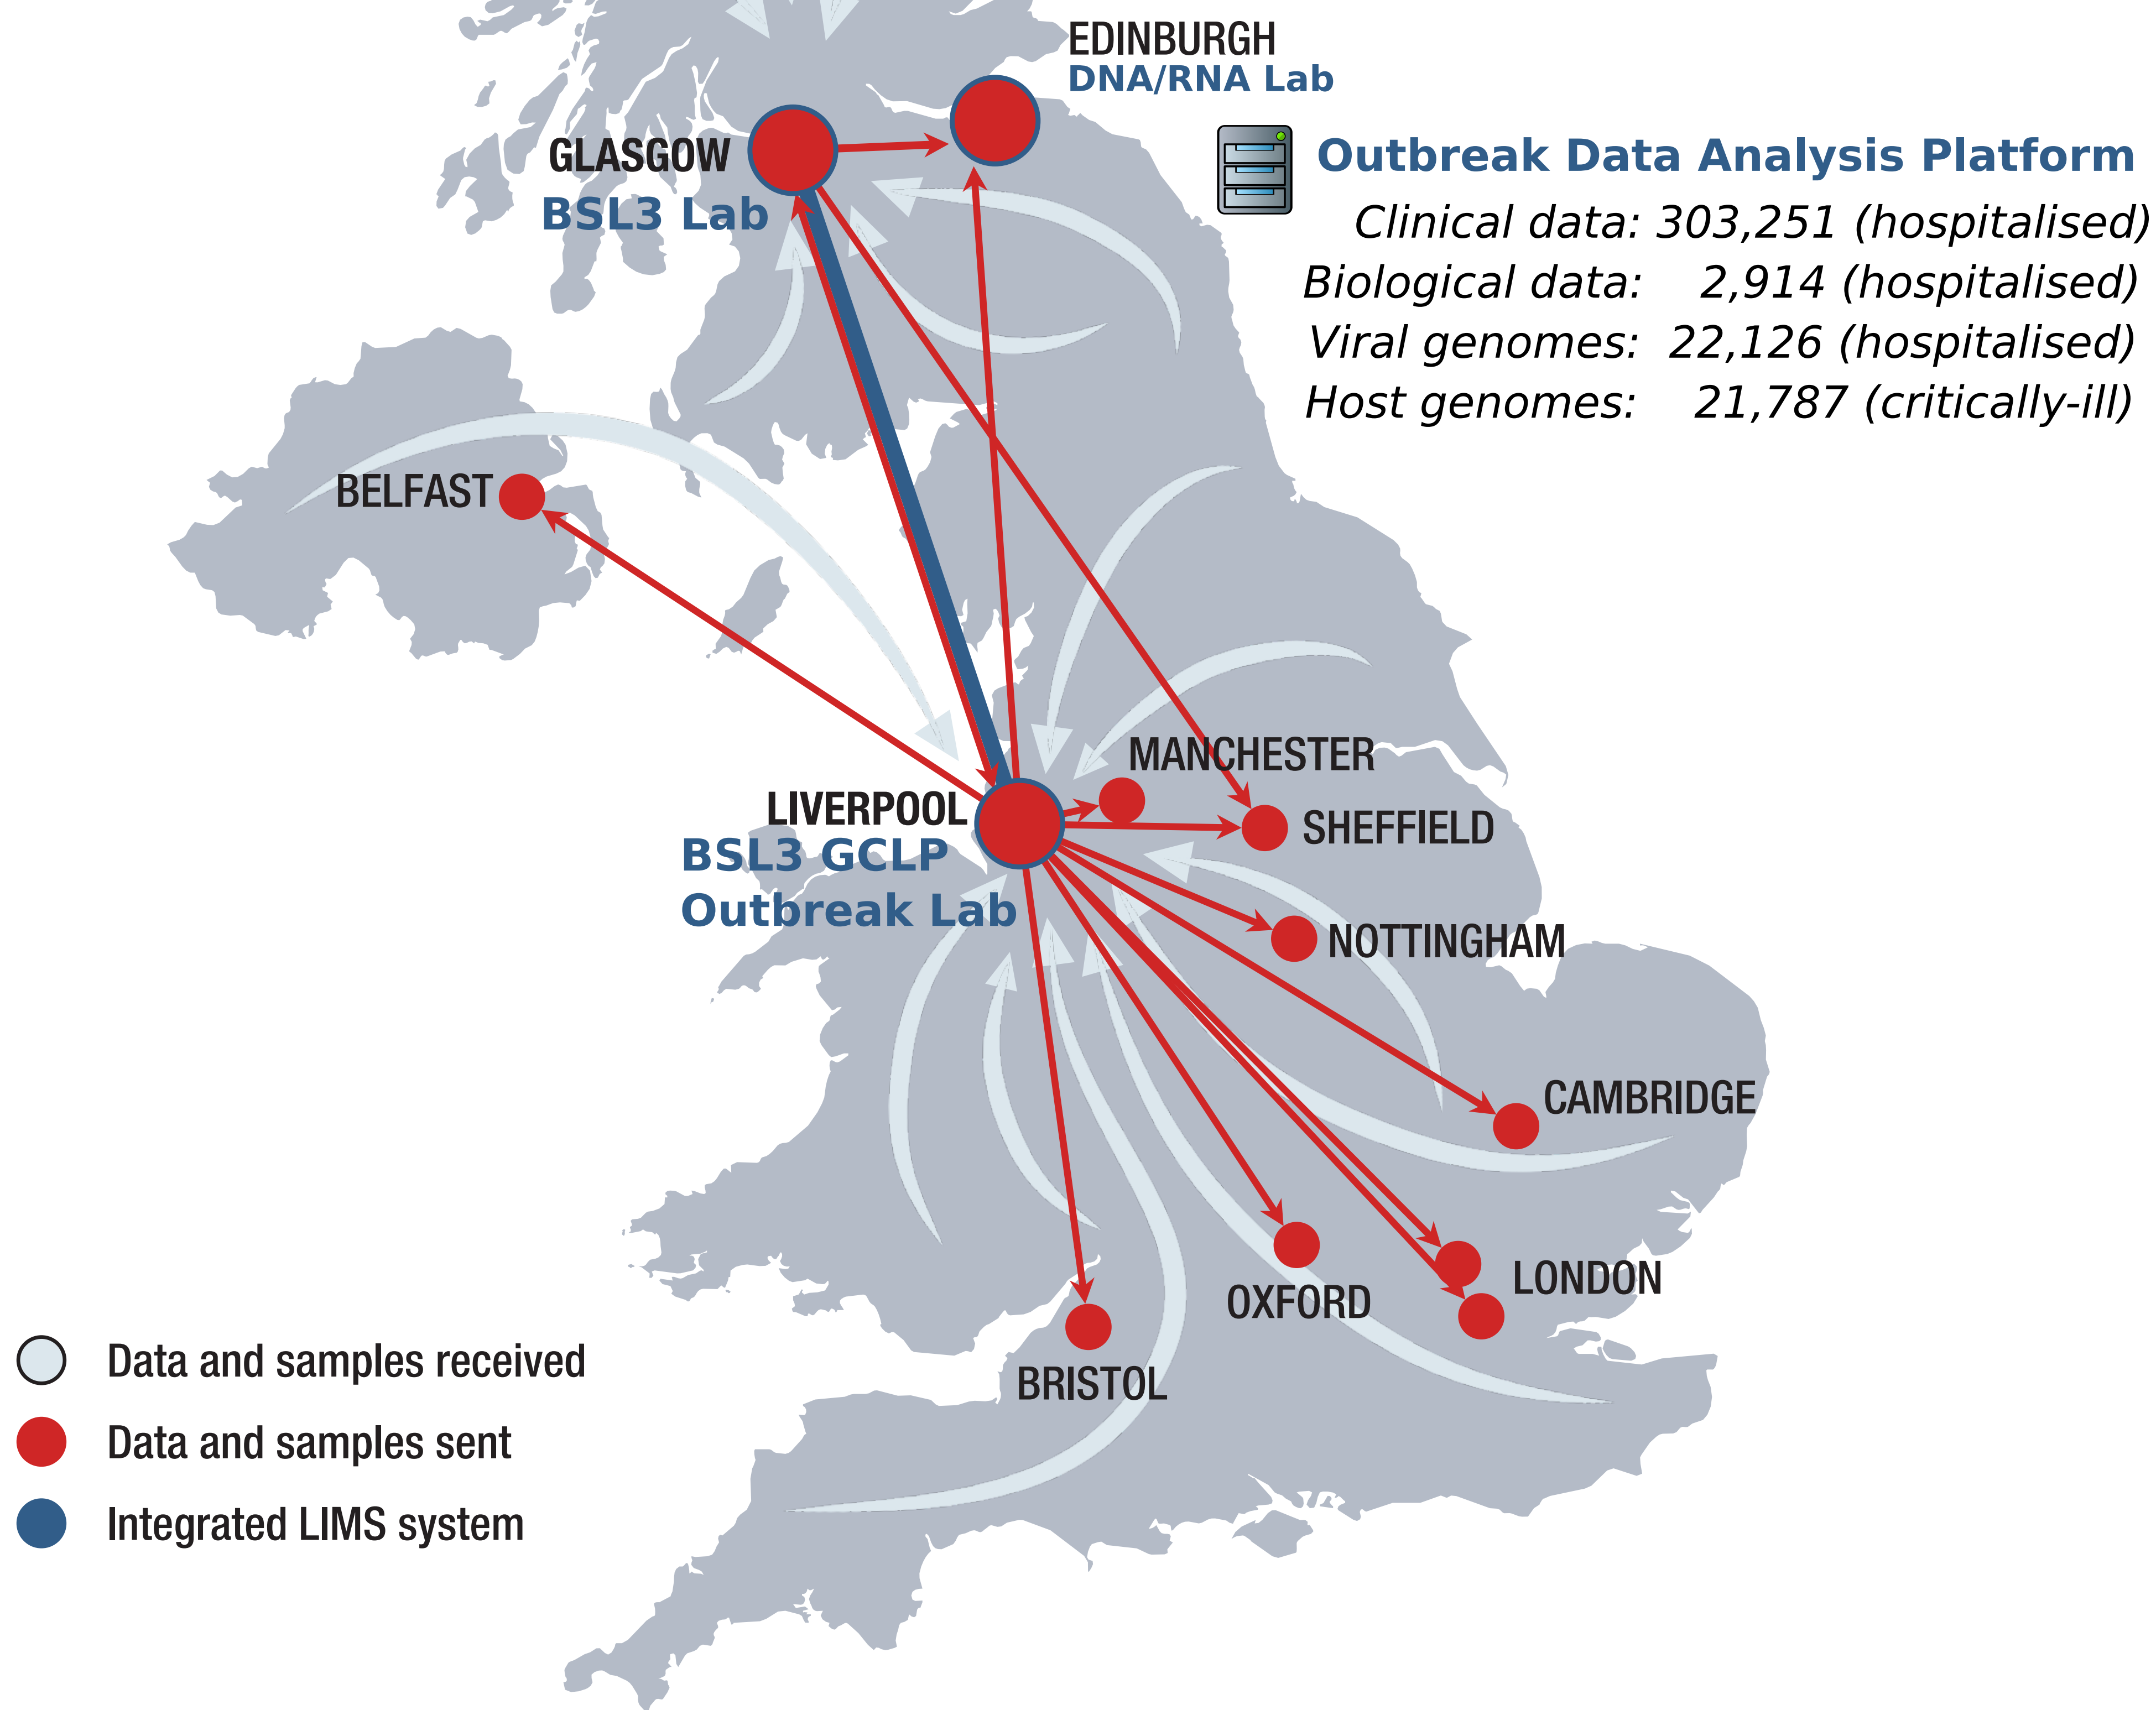 EDINBURGH
DNA/RNA Lab
GLASGOW
BSL3 Lab
Outbreak Data Analysis Platform
Clinical data: 303,251 (hospitalised)
Biological data: 2,914 (hospitalised)
Viral genomes: 22,126 (hospitalised)
Host genomes: 21,787 (critically-ill)
BELFAST
MANCHESTER
LIVERPOOL
BSL3 GCLP
Outbreak Lab
SHEFFIELD
NOTTINGHAM
CAMBRIDGE
OXFORD
LONDON
BRISTOL
Data and samples received
Data and samples sent
Integrated LIMS system